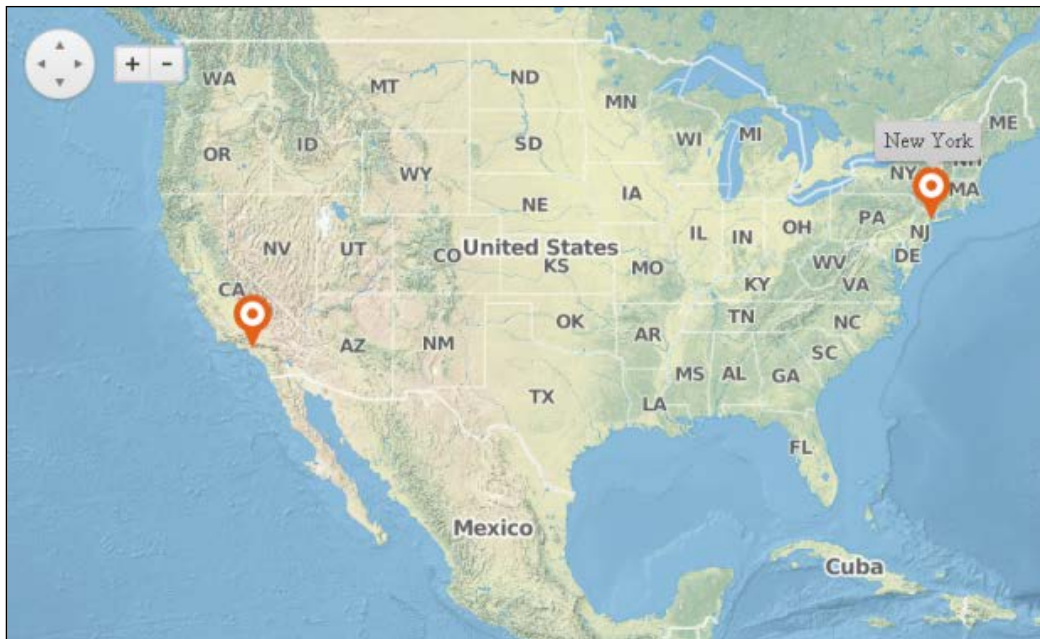 + -
WA
MT
ND
MN
ME
OR
ID
SD
WI
MI
New York
NH
WY
NY
MA
NE
IA
PA
NV
UT
CO
United States
KS
IL
IN
OH
NJ
MO
WV
DE
KY
VA
CA
AZ
NM
OK
AR
TN
NC
SC
MS
AL
GA
TX
LA
FL
Mexico
Cuba